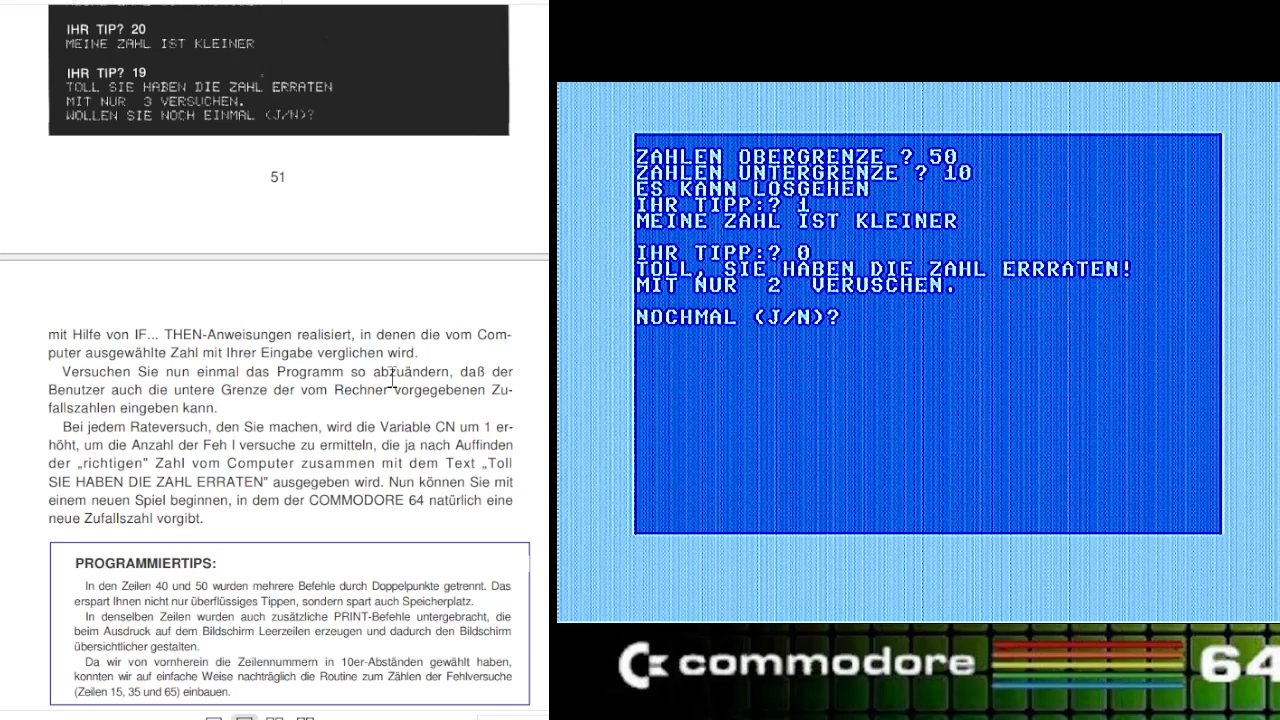 IHR TIP? 20
MEINE ZAHL IST KLEINER
IHR TIP? 19
TOLL SIE HABEN DIE ZAHL ERRATEN
MIT NUR 3 VERSUCHEN.
WOLLEN SIE NOCH EINMAL (J/N)?
51
mit Hilfe von IF... THEN-Anweisungen realisiert, in denen die vom Com-
puter ausgewählte Zahl mit Ihrer Eingabe verglichen wird.
Versuchen Sie nun einmal das Programm so abzuändern, daß der
Benutzer auch die untere Grenze der vom Rechner vorgegebenen Zu-
fallszahlen eingeben kann.
Bei jedem Rateversuch, den Sie machen, wird die Variable CN um 1 er-
höht, um die Anzahl der Feh l versuche zu ermitteln, die ja nach Auffinden
der „richtigen" Zahl vom Computer zusammen mit dem Text „Toll
SIE HABEN DIE ZAHL ERRATEN" ausgegeben wird. Nun können Sie mit
einem neuen Spiel beginnen, in dem der COMMODORE 64 natürlich eine
neue Zufallszahl vorgibt.
PROGRAMMIERTIPS:
In den Zeilen 40 und 50 wurden mehrere Befehle durch Doppelpunkte getrennt. Das
erspart Ihnen nicht nur überflüssiges Tippen, sondern spart auch Speicherplatz.
In denselben Zeilen wurden auch zusätzliche PRINT-Befehle untergebracht, die
beim Ausdruck auf dem Bildschirm Leerzeilen erzeugen und dadurch den Bildschirm
übersichtlicher gestalten.
Da wir von vornherein die Zeilennummern in 10er-Abständen gewählt haben,
konnten wir auf einfache Weise nachträglich die Routine zum Zählen der Fehlversuche
(Zeilen 15, 35 und 65) einbauen.
ZAHLEN OBERGRENZE ? 50
ZAHLEN UNTERGRENZE ? 10
ES KANN LOSGEHEN
IHR TIPP:? 1
MEINE ZAHL IST KLEINER
IHR TIPP:? 0
TOLL, SIE HABEN DIE ZAHL ERRRATEN!
MIT NUR 2 VERUSCHEN.
NOCHMAL (J/N)?
commodore 64